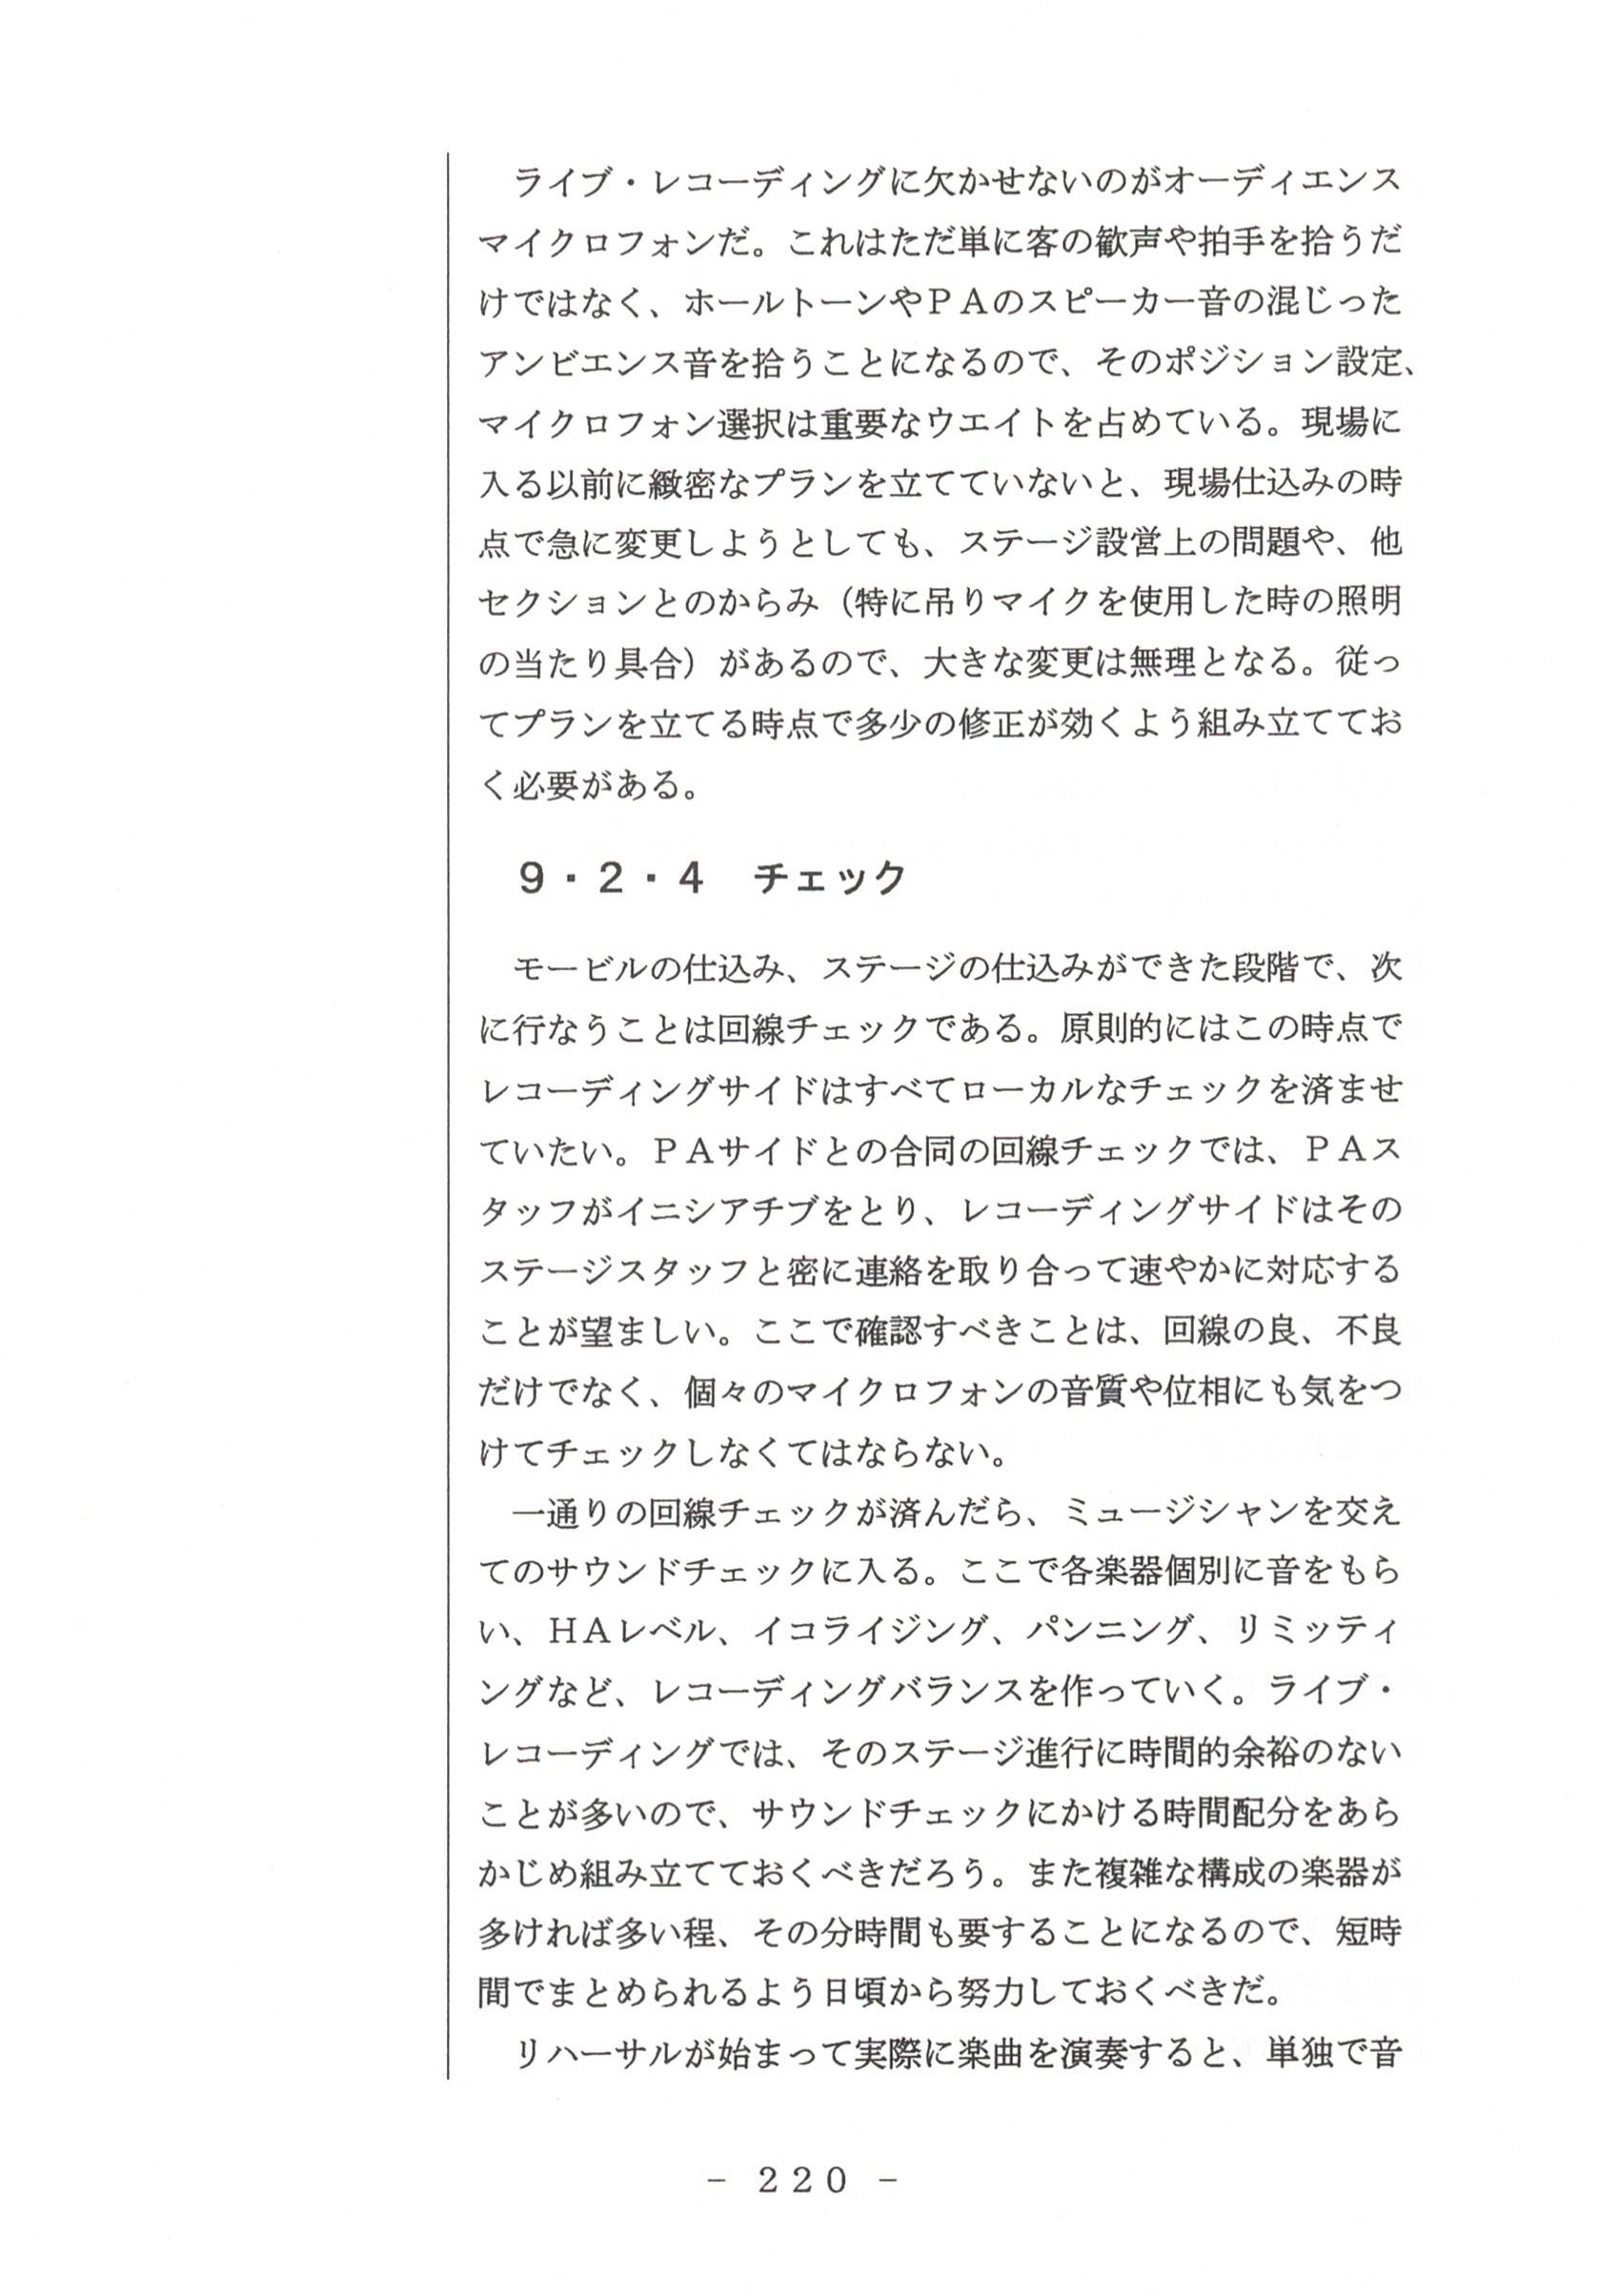 ライブ・レコーディングに欠かせないのがオーディエンス
マイクロフォンだ。これはただ単に客の歓声や拍手を拾うだ
けではなく、ホールトーンやＰＡのスピーカー音の混じった
アンビエンス音を拾うことになるので、そのポジション設定、
マイクロフォン選択は重要なウエイトを占めている。現場に
入る以前に緻密なプランを立てていないと、現場仕込みの時
点で急に変更しようとしても、ステージ設営上の問題や、他
セクションとのからみ（特に吊りマイクを使用した時の照明
の当たり具合）があるので、大きな変更は無理となる。従っ
てプランを立てる時点で多少の修正が効くよう組み立ててお
く必要がある。
９・２・４　チェック
モービルの仕込み、ステージの仕込みができた段階で、次
に行なうことは回線チェックである。原則的にはこの時点で
レコーディングサイドはすべてローカルなチェックを済ませ
ていたい。ＰＡサイドとの合同の回線チェックでは、ＰＡス
タッフがイニシアチブをとり、レコーディングサイドはその
ステージスタッフと密に連絡を取り合って速やかに対応する
ことが望ましい。ここで確認すべきことは、回線の良、不良
だけでなく、個々のマイクロフォンの音質や位相にも気をつ
けてチェックしなくてはならない。
一通りの回線チェックが済んだら、ミュージシャンを交え
てのサウンドチェックに入る。ここで各楽器個別に音をもら
い、ＨＡレベル、イコライジング、パンニング、リミッティ
ングなど、レコーディングバランスを作っていく。ライブ・
レコーディングでは、そのステージ進行に時間的余裕のない
ことが多いので、サウンドチェックにかける時間配分をあら
かじめ組み立てておくべきだろう。また複雑な構成の楽器が
多ければ多い程、その分時間も要することになるので、短時
間でまとめられるよう日頃から努力しておくべきだ。
リハーサルが始まって実際に楽曲を演奏すると、単独で音
－ ２２０ －